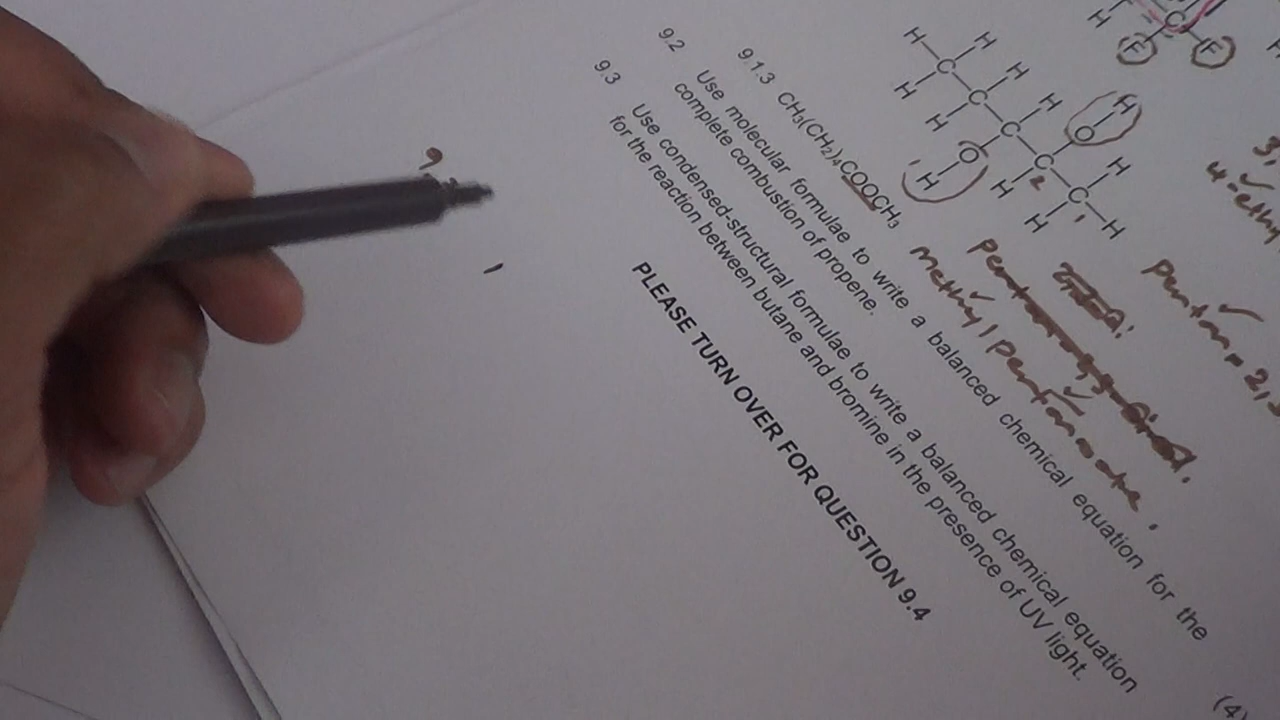 9.1.3 CH3(CH2)4COOCH3
Methyl pentanoate.
9.2 Use molecular formulae to write a balanced chemical equation for the
complete combustion of propene.
9.3 Use condensed-structural formulae to write a balanced chemical equation
for the reaction between butane and bromine in the presence of UV light.
(4)
PLEASE TURN OVER FOR QUESTION 9.4